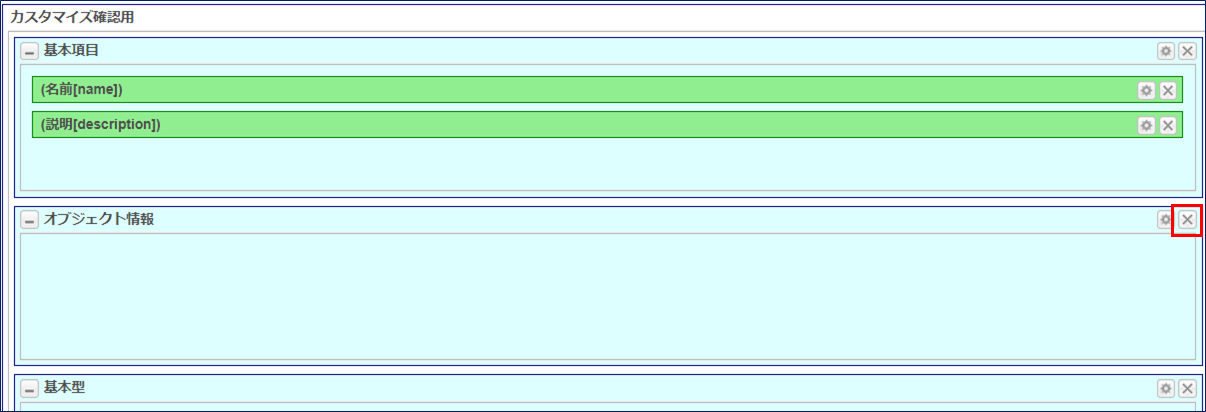 カスタマイズ確認用
基本項目
(名前[name])
(説明[description])
オブジェクト情報
基本型